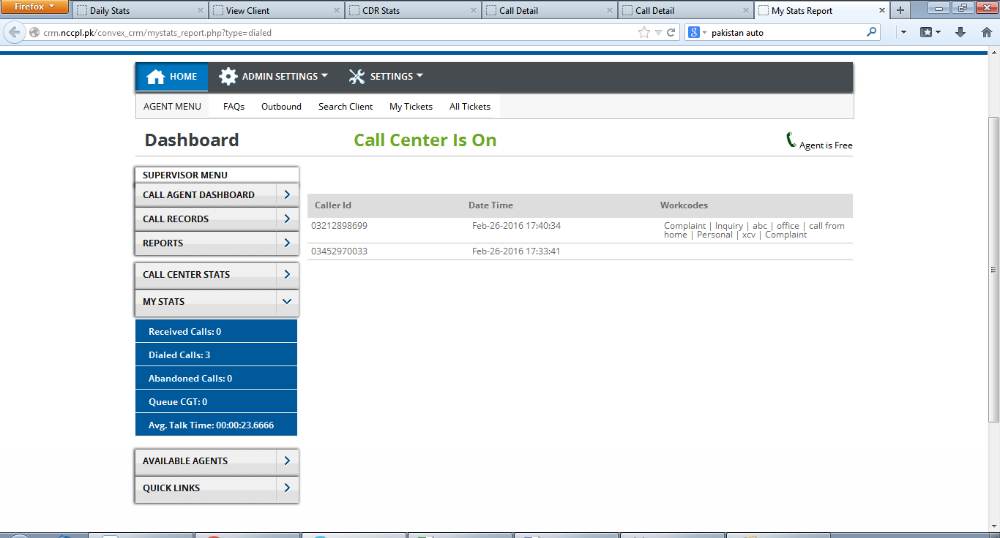 Firefox
Daily Stats
View Client
CDR Stats
Call Detail
Call Detail
My Stats Report
crm.nccpl.pk/convex_crm/mystats_report.php?type=dialed
8
pakistan auto
HOME
ADMIN SETTINGS
SETTINGS
AGENT MENU
FAQs
Outbound
Search Client
My Tickets
All Tickets
Dashboard
Call Center Is On
Agent is Free
SUPERVISOR MENU
CALL AGENT DASHBOARD
CALL RECORDS
REPORTS
CALL CENTER STATS
MY STATS
Received Calls: 0
Dialed Calls: 3
Abandoned Calls: 0
Queue CGT: 0
Avg. Talk Time: 00:00:23.6666
AVAILABLE AGENTS
QUICK LINKS
Caller Id Date Time Workcodes
03212898699 Feb-26-2016 17:40:34 Complaint | Inquiry | abc | office | call from
home | Personal | xcv | Complaint
03452970033 Feb-26-2016 17:33:41